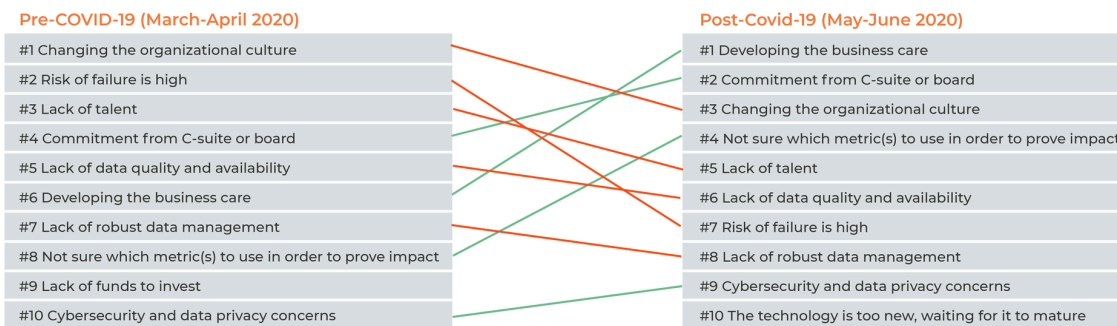 Pre-COVID-19 (March-April 2020)
#1 Changing the organizational culture
#2 Risk of failure is high
#3 Lack of talent
#4 Commitment from C-suite or board
#5 Lack of data quality and availability
#6 Developing the business care
#7 Lack of robust data management
#8 Not sure which metric(s) to use in order to prove impact
#9 Lack of funds to invest
#10 Cybersecurity and data privacy concerns
Post-Covid-19 (May-June 2020)
#1 Developing the business care
#2 Commitment from C-suite or board
#3 Changing the organizational culture
#4 Not sure which metric(s) to use in order to prove impact
#5 Lack of talent
#6 Lack of data quality and availability
#7 Risk of failure is high
#8 Lack of robust data management
#9 Cybersecurity and data privacy concerns
#10 The technology is too new, waiting for it to mature